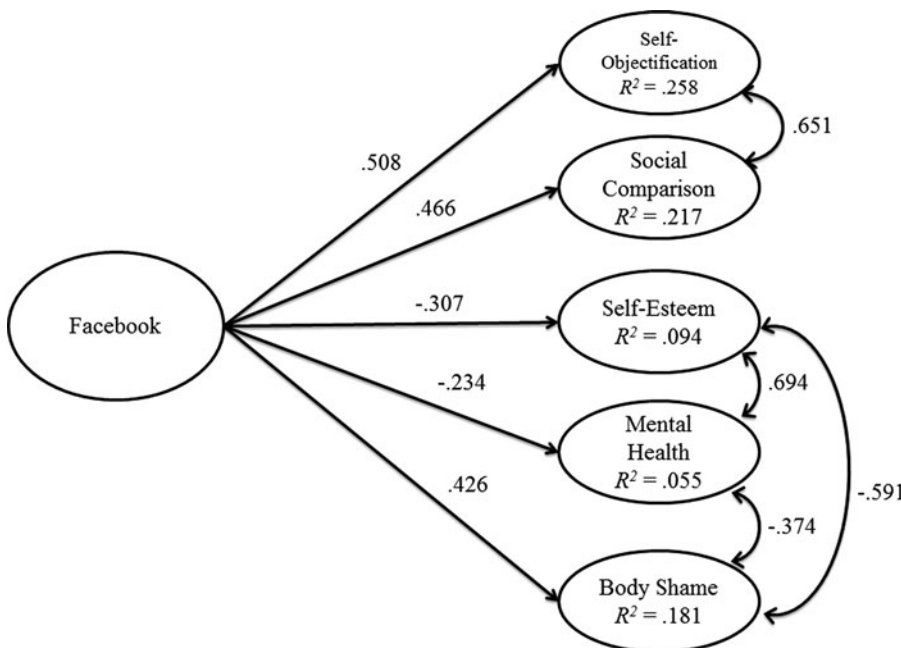 Self-
Objectification
R² = .258
.651
.508
Social
Comparison
R² = .217
.466
Facebook
-.307
Self-Esteem
R² = .094
.694
-.234
Mental
Health
R² = .055
-.591
.426
-.374
Body Shame
R² = .181